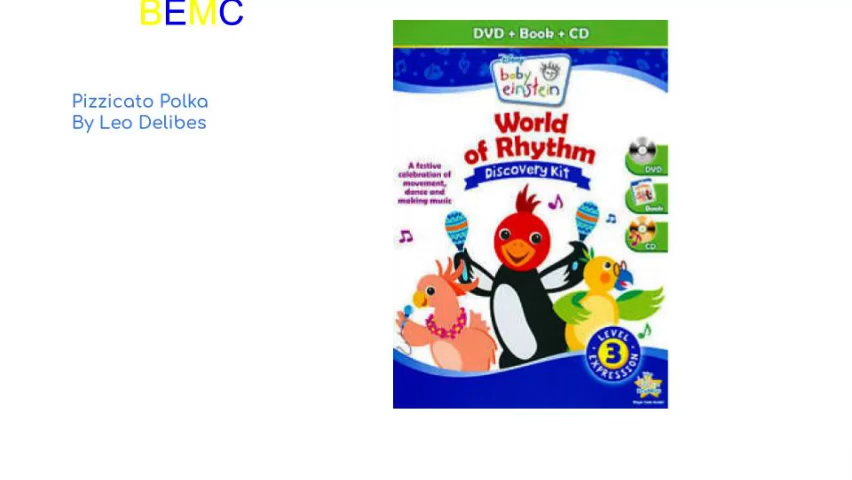 BEMC
Pizzicato Polka
By Leo Delibes
DVD + Book + CD
Disney
baby
einstein
World
of Rhythm
Discovery Kit
A festive
celebration of
movement,
dance and
making music
DVD
Book
CD
LEVEL
3
EXPRESSION